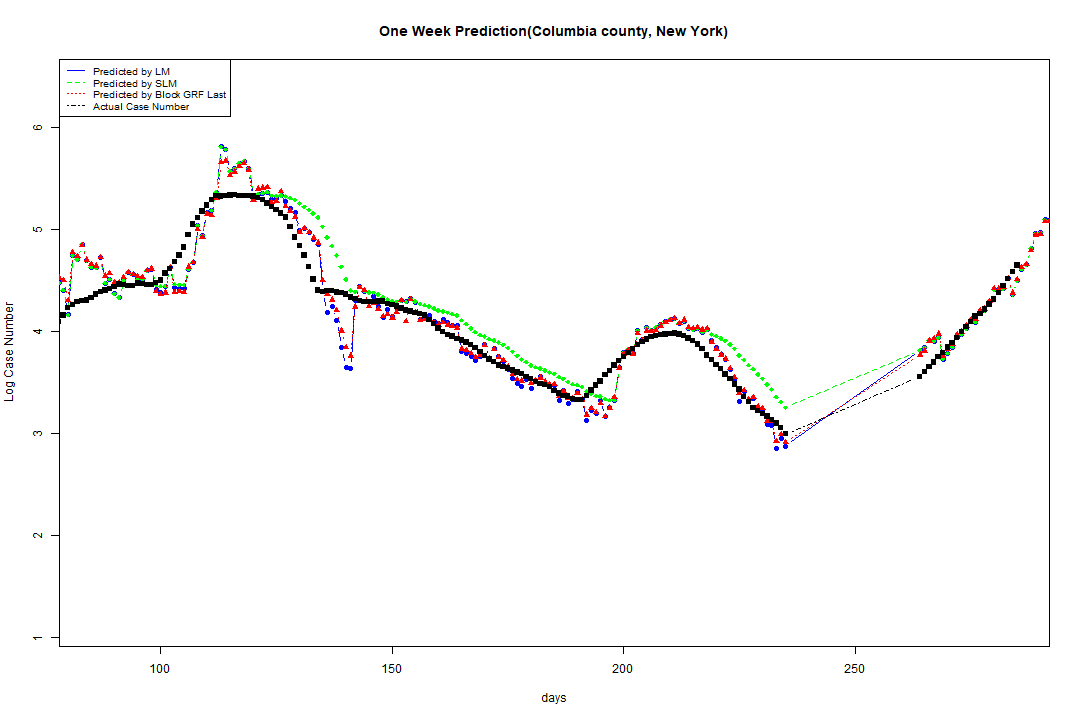 One Week Prediction(Columbia county, New York)
Predicted by LM
Predicted by SLM
Predicted by Block GRF Last
Actual Case Number
Log Case Number
6
5
4
3
2
1
100 150 200 250
days